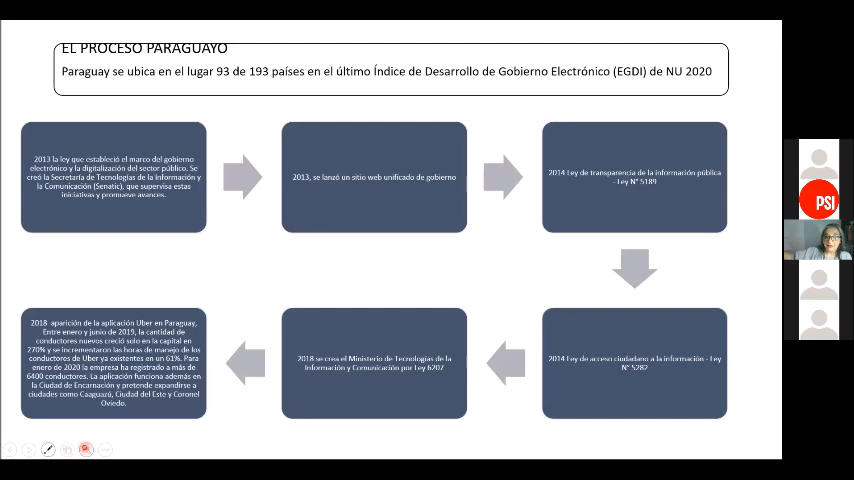 EL PROCESO PARAGUAYO
Paraguay se ubica en el lugar 93 de 193 países en el último Índice de Desarrollo de Gobierno Electrónico (EGDI) de NU 2020
2013 la ley que estableció el marco del gobierno
electrónico y la digitalización del sector público. Se
creó la Secretaría de Tecnologías de la Información y
la Comunicación (Senatic), que supervisa estas
iniciativas y promueve avances.
2013, se lanzó un sitio web unificado de gobierno
2014 Ley de transparencia de la información pública
- Ley N° 5189
2014 Ley de acceso ciudadano a la información - Ley
N° 5282
2018 se crea el Ministerio de Tecnologías de la
Información y Comunicación por Ley 6207
2018 aparición de la aplicación Uber en Paraguay,
Entre enero y junio de 2019, la cantidad de
conductores nuevos creció solo en la capital en
270% y se incrementaron las horas de manejo de los
conductores de Uber ya existentes en un 61%. Para
enero de 2020 la empresa ha registrado a más de
6400 conductores. La aplicación funciona además en
la Ciudad de Encarnación y pretende expandirse a
ciudades como Caaguazú, Ciudad del Este y Coronel
Oviedo.
PSI